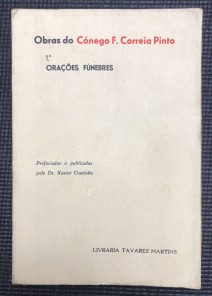 Obras do Cónego F. Correia Pinto
1.º
ORAÇÕES FÚNEBRES
Prefaciadas e publicadas
pelo Dr. Xavier Coutinho
LIVRARIA TAVARES MARTINS